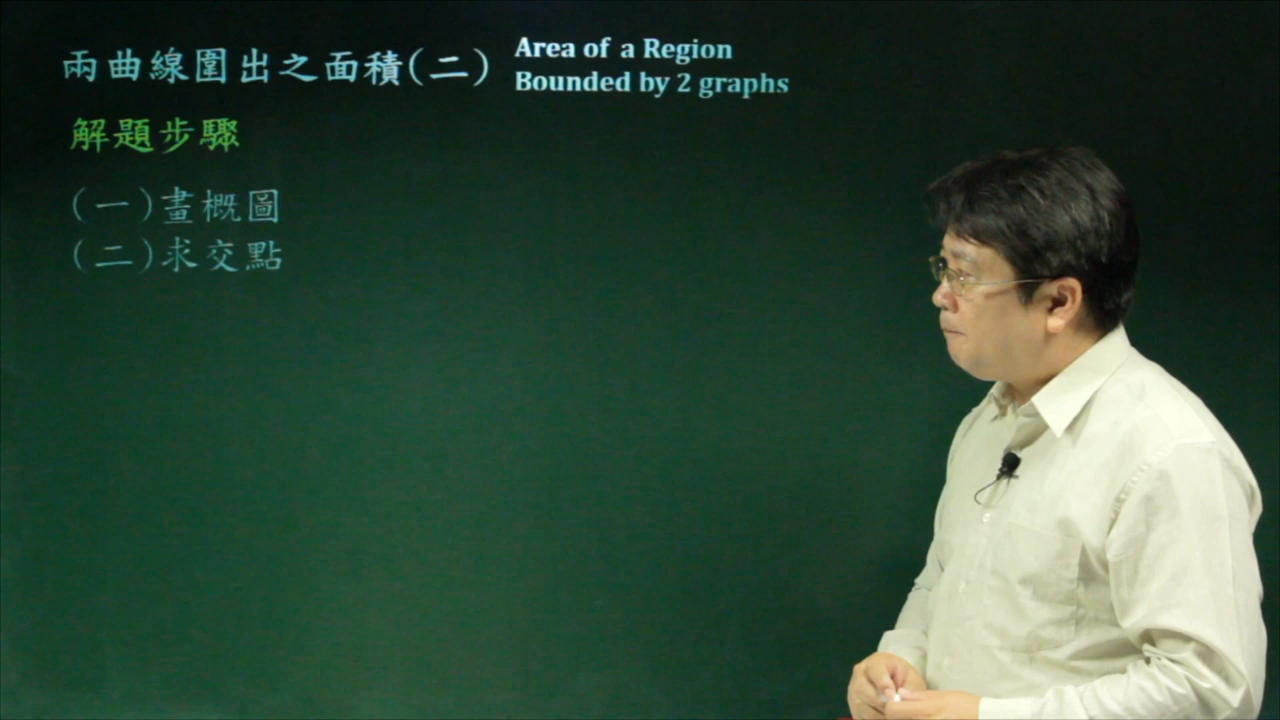 兩曲線圍出之面積(二)
Area of a Region
Bounded by 2 graphs
解題步驟
(一)畫概圖
(二)求交點